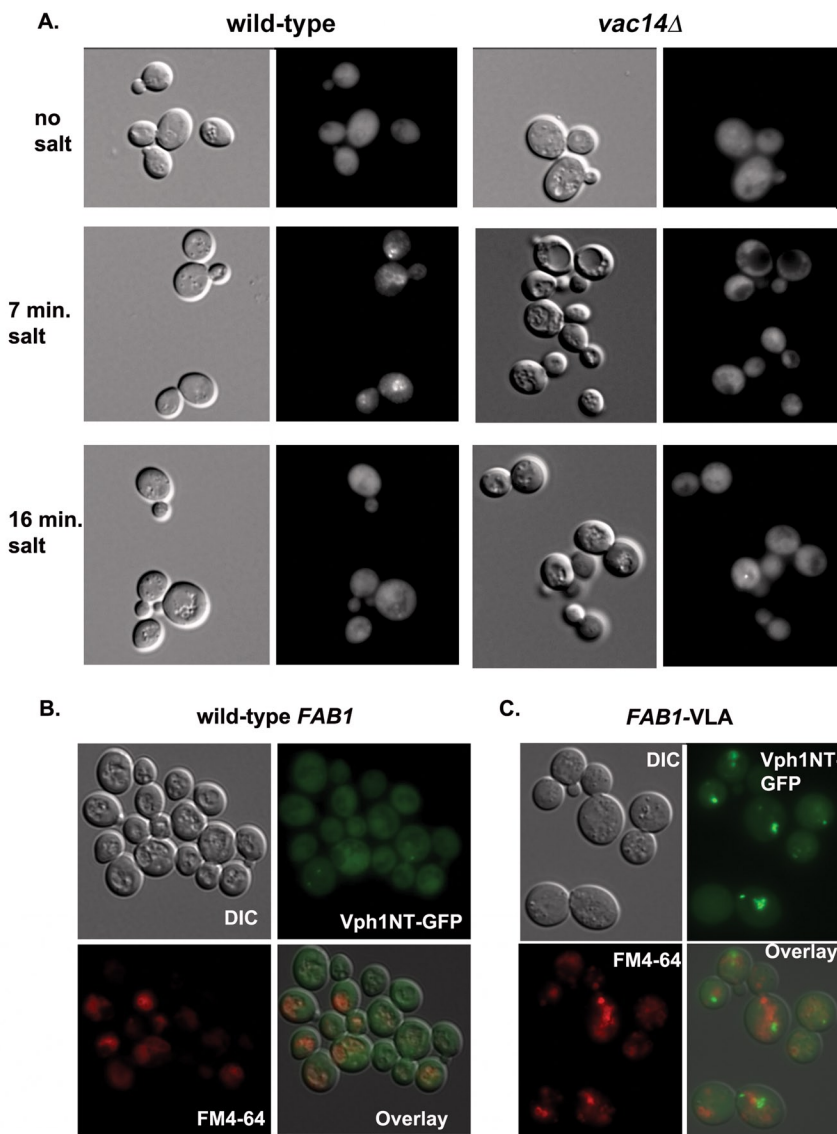 A.
wild-type
vac14Δ
no
salt
7 min.
salt
16 min.
salt
B.
wild-type FAB1
DIC
Vph1NT-GFP
FM4-64
Overlay
C.
FAB1-VLA
DIC
Vph1NT-
GFP
FM4-64
Overlay